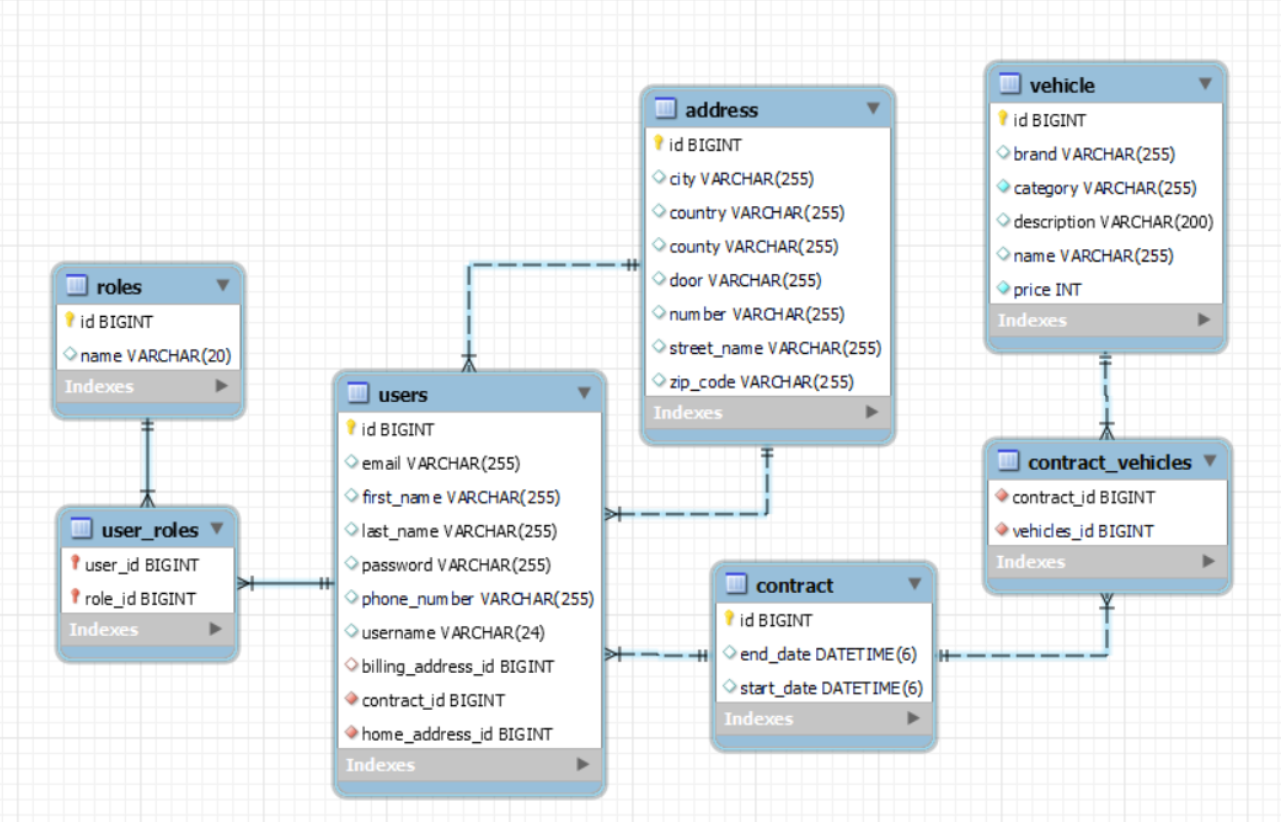 roles
id BIGINT
name VARCHAR(20)
Indexes
user_roles
user_id BIGINT
role_id BIGINT
Indexes
users
id BIGINT
email VARCHAR(255)
first_name VARCHAR(255)
last_name VARCHAR(255)
password VARCHAR(255)
phone_number VARCHAR(255)
username VARCHAR(24)
billing_address_id BIGINT
contract_id BIGINT
home_address_id BIGINT
Indexes
address
id BIGINT
city VARCHAR(255)
country VARCHAR(255)
county VARCHAR(255)
door VARCHAR(255)
number VARCHAR(255)
street_name VARCHAR(255)
zip_code VARCHAR(255)
Indexes
contract
id BIGINT
end_date DATETIME(6)
start_date DATETIME(6)
Indexes
vehicle
id BIGINT
brand VARCHAR(255)
category VARCHAR(255)
description VARCHAR(200)
name VARCHAR(255)
price INT
Indexes
contract_vehicles
contract_id BIGINT
vehicles_id BIGINT
Indexes